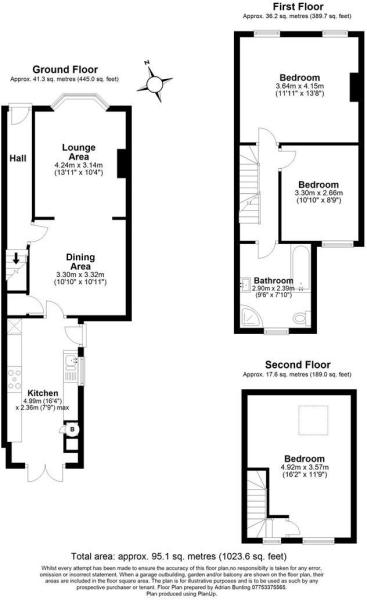 Ground Floor
Approx. 41.3 sq. metres (445.0 sq. feet)
N
Hall
Lounge
Area
4.24m x 3.14m
(13'11" x 10'4")
Dining
Area
3.30m x 3.32m
(10'10" x 10'11")
Kitchen
4.99m (16'4")
x 2.36m (7'9") max
B
First Floor
Approx. 36.2 sq. metres (389.7 sq. feet)
Bedroom
3.64m x 4.15m
(11'11" x 13'8")
Bedroom
3.30m x 2.66m
(10'10" x 8'9")
Bathroom
2.90m x 2.39m
(9'6" x 7'10")
Second Floor
Approx. 17.6 sq. metres (189.0 sq. feet)
Bedroom
4.92m x 3.57m
(16'2" x 11'9")
Total area: approx. 95.1 sq. metres (1023.6 sq. feet)
Whilst every attempt has been made to ensure the accuracy of this floor plan,no responsibilty is taken for any error,
omission or incorrect statement. When a garage outbuilding, garden and/or balcony are shown on the floor plan, their
areas are included in the floor square area. The plan is for illustrative purposes and is to be used as such by any
prospective purchaser or tenant. Floor Plan Prepared by Adrian Bunting 07753375565.
Plan produced using PlanUp.